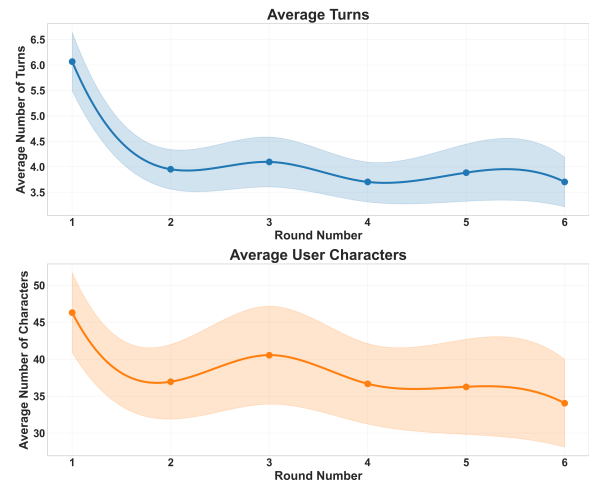 Average Turns
Average Number of Turns
6.5
6.0
5.5
5.0
4.5
4.0
3.5
1 2 3 4 5 6
Round Number
Average User Characters
Average Number of Characters
50
45
40
35
30
1 2 3 4 5 6
Round Number